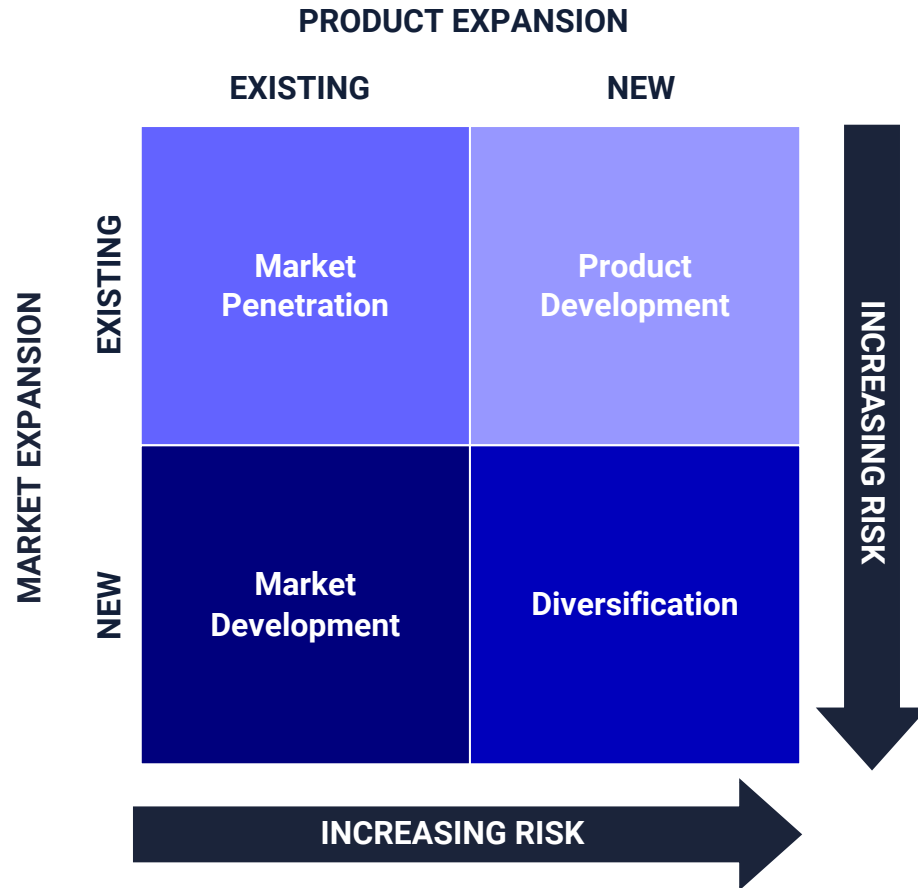 PRODUCT EXPANSION
EXISTING
NEW
MARKET EXPANSION
EXISTING
Market
Penetration
Product
Development
INCREASING RISK
NEW
Market
Development
Diversification
INCREASING RISK